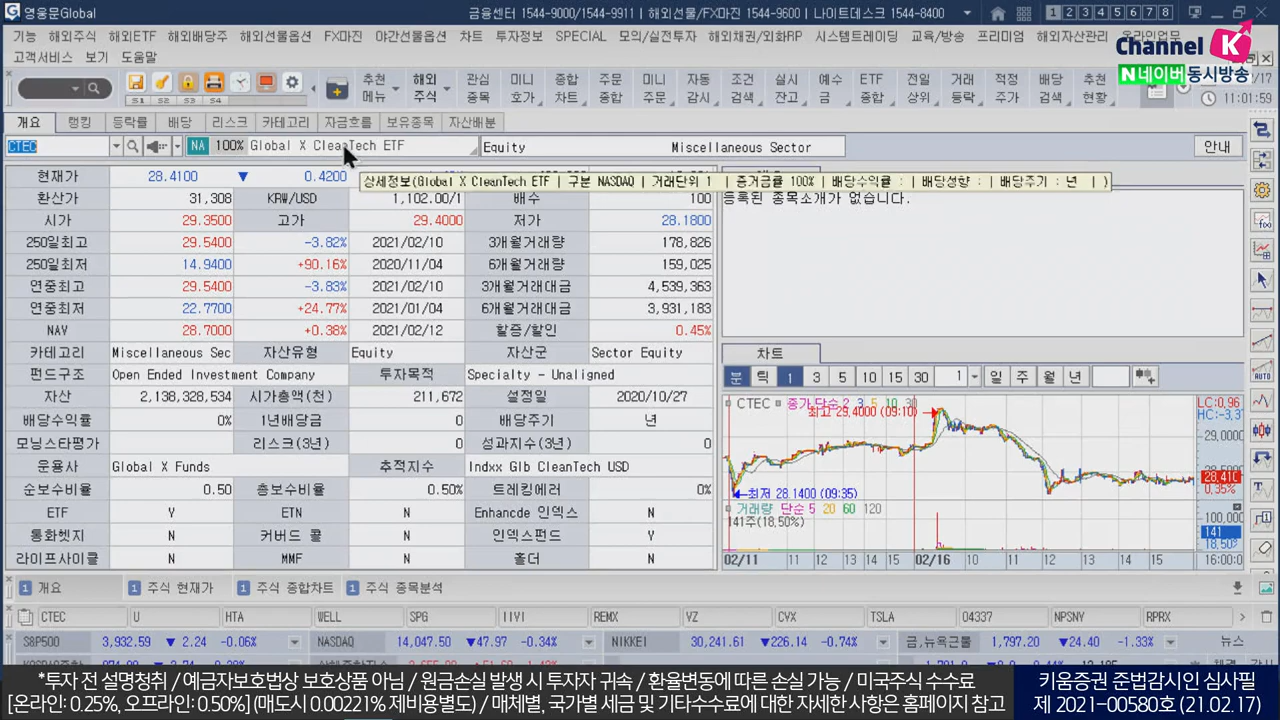 영웅문Global
금융센터 1544-9000/1544-9911 | 해외선물/FX마진 1544-9600 | 나이트데스크 1544-8400
1 2 3 4 5 6 7 8
기능 해외주식 해외ETF 해외배당주 해외선물옵션 FX마진 야간선물옵션 차트 투자정보 SPECIAL 모의/실전투자 해외채권/외화RP 시스템트레이딩 교육/방송 프리미엄 해외자산관리 온라인업무
고객서비스 보기 도움말
Channel K
N네이버동시방송
S1 S2 S3 S4
추천메뉴 해외주식 관심종목 미니호가 종합차트 주문종합 미니주문 자동감시 조건검색 실시잔고 예수금 ETF종합 전일상위 거래등락 적정주가 배당검색 추천현황
11:01:59
개요 랭킹 등락률 배당 리스크 카테고리 자금흐름 보유종목 자산배분
CTEC NA 100% Global X CleanTech ETF Equity Miscellaneous Sector 안내
현재가 28.4100 ▼ 0.4200
상세정보(Global X CleanTech ETF | 구분 NASDAQ | 거래단위 1 | 증거금률 100% | 배당수익률 : | 배당성향 : | 배당주기 : 년 | )
환산가 31,308 KRW/USD 1,102.00/1 배수 100
등록된 종목소개가 없습니다.
시가 29.3500 고가 29.4000 저가 28.1800
250일최고 29.5400 -3.82% 2021/02/10 3개월거래량 178,826
250일최저 14.9400 +90.16% 2020/11/04 6개월거래량 159,025
연중최고 29.5400 -3.83% 2021/02/10 3개월거래대금 4,539,363
연중최저 22.7700 +24.77% 2021/01/04 6개월거래대금 3,931,183
NAV 28.7000 +0.38% 2021/02/12 할증/할인 0.45%
카테고리 Miscellaneous Sec 자산유형 Equity 자산군 Sector Equity
차트
펀드구조 Open Ended Investment Company 투자목적 Specialty - Unaligned
분 틱 1 3 5 10 15 30 1 일 주 월 년
자산 2,138,328,534 시가총액(천) 211,672 설정일 2020/10/27
CTEC 종가 단순 2 3 5 10 30
최고 29,4000 (09:10)
LC:0,96
HC:-3,3
배당수익률 0% 1년배당금 0 배당주기 년
29,0000
모닝스타평가 리스크(3년) 0 성과지수(3년) 0
운용사 Global X Funds 추적지수 Indxx Glb CleanTech USD
28,410
0,35%
순보수비율 0.50 총보수비율 0.50% 트레킹에러 0%
최저 28.1400 (09:35)
거래량 단순 5 20 60 120
141주(18,50%)
100,000
141
18,50%
ETF Y ETN N Enhancde 인덱스 N
통화헷지 N 커버드 콜 N 인덱스펀드 Y
라이프사이클 N MMF N 홀더 N
02/11 11 12 13 14 15 02/16 10 11 12 13 14 15 16:00:0
1 개요 1 주식 현재가 1 주식 종합차트 1 주식 종목분석
CTEC U HTA WELL SPG IIVI REMX VZ CVX TSLA 04337 NPSNY RPRX
S&P500 3,932.59 ▼ 2.24 -0.06% NASDAQ 14,047.50 ▼47.97 -0.34% NIKKEI 30,241.61 ▼226.14 -0.74% 금,뉴욕근월 1,797.20 ▼24.40 -1.33% 뉴스
*투자 전 설명청취 / 예금자보호법상 보호상품 아님 / 원금손실 발생 시 투자자 귀속 / 환율변동에 따른 손실 가능 / 미국주식 수수료
[온라인: 0.25%, 오프라인: 0.50%] (매도시 0.00221% 제비용별도) / 매체별, 국가별 세금 및 기타수수료에 대한 자세한 사항은 홈페이지 참고
키움증권 준법감시인 심사필
제 2021-00580호 (21.02.17)